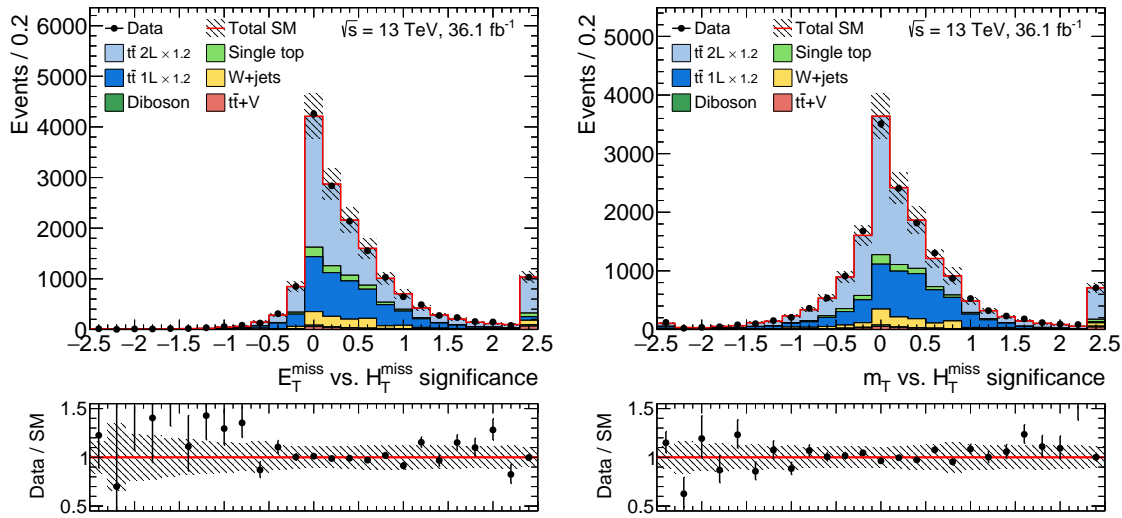 Data
Total SM
√s = 13 TeV, 36.1 fb⁻¹
tt̄ 2L × 1.2
Single top
tt̄ 1L × 1.2
W+jets
Diboson
tt̄+V
Events / 0.2
6000
5000
4000
3000
2000
1000
0
−2.5 −2 −1.5 −1 −0.5 0 0.5 1 1.5 2 2.5
E_T^miss vs. H_T^miss significance
Data / SM
1.5
1
0.5
Data
Total SM
√s = 13 TeV, 36.1 fb⁻¹
tt̄ 2L × 1.2
Single top
tt̄ 1L × 1.2
W+jets
Diboson
tt̄+V
Events / 0.2
5000
4000
3000
2000
1000
0
−2.5 −2 −1.5 −1 −0.5 0 0.5 1 1.5 2 2.5
m_T vs. H_T^miss significance
Data / SM
1.5
1
0.5